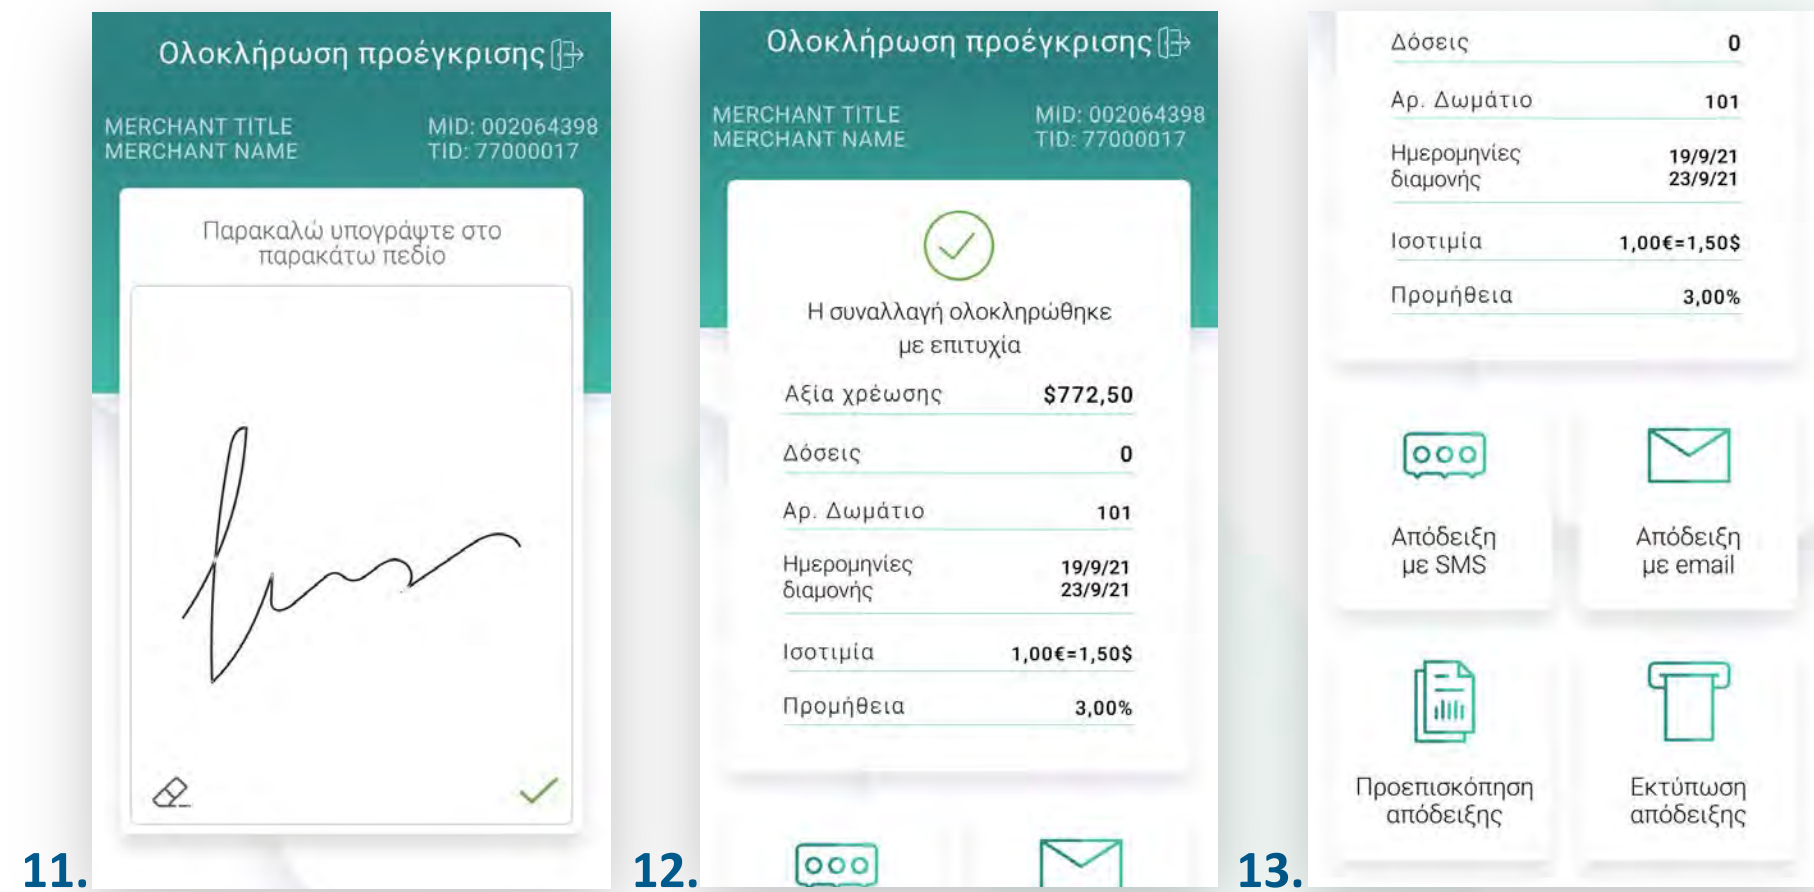 Ολοκλήρωση προέγκρισης
MERCHANT TITLE MID: 002064398
MERCHANT NAME TID: 77000017
Παρακαλώ υπογράψτε στο
παρακάτω πεδίο
11.
Ολοκλήρωση προέγκρισης
MERCHANT TITLE MID: 002064398
MERCHANT NAME TID: 77000017
Η συναλλαγή ολοκληρώθηκε
με επιτυχία
Αξία χρέωσης $772,50
Δόσεις 0
Αρ. Δωμάτιο 101
Ημερομηνίες 19/9/21
διαμονής 23/9/21
Ισοτιμία 1,00€=1,50$
Προμήθεια 3,00%
12.
Δόσεις 0
Αρ. Δωμάτιο 101
Ημερομηνίες 19/9/21
διαμονής 23/9/21
Ισοτιμία 1,00€=1,50$
Προμήθεια 3,00%
Απόδειξη
με SMS
Απόδειξη
με email
Προεπισκόπηση
απόδειξης
Εκτύπωση
απόδειξης
13.